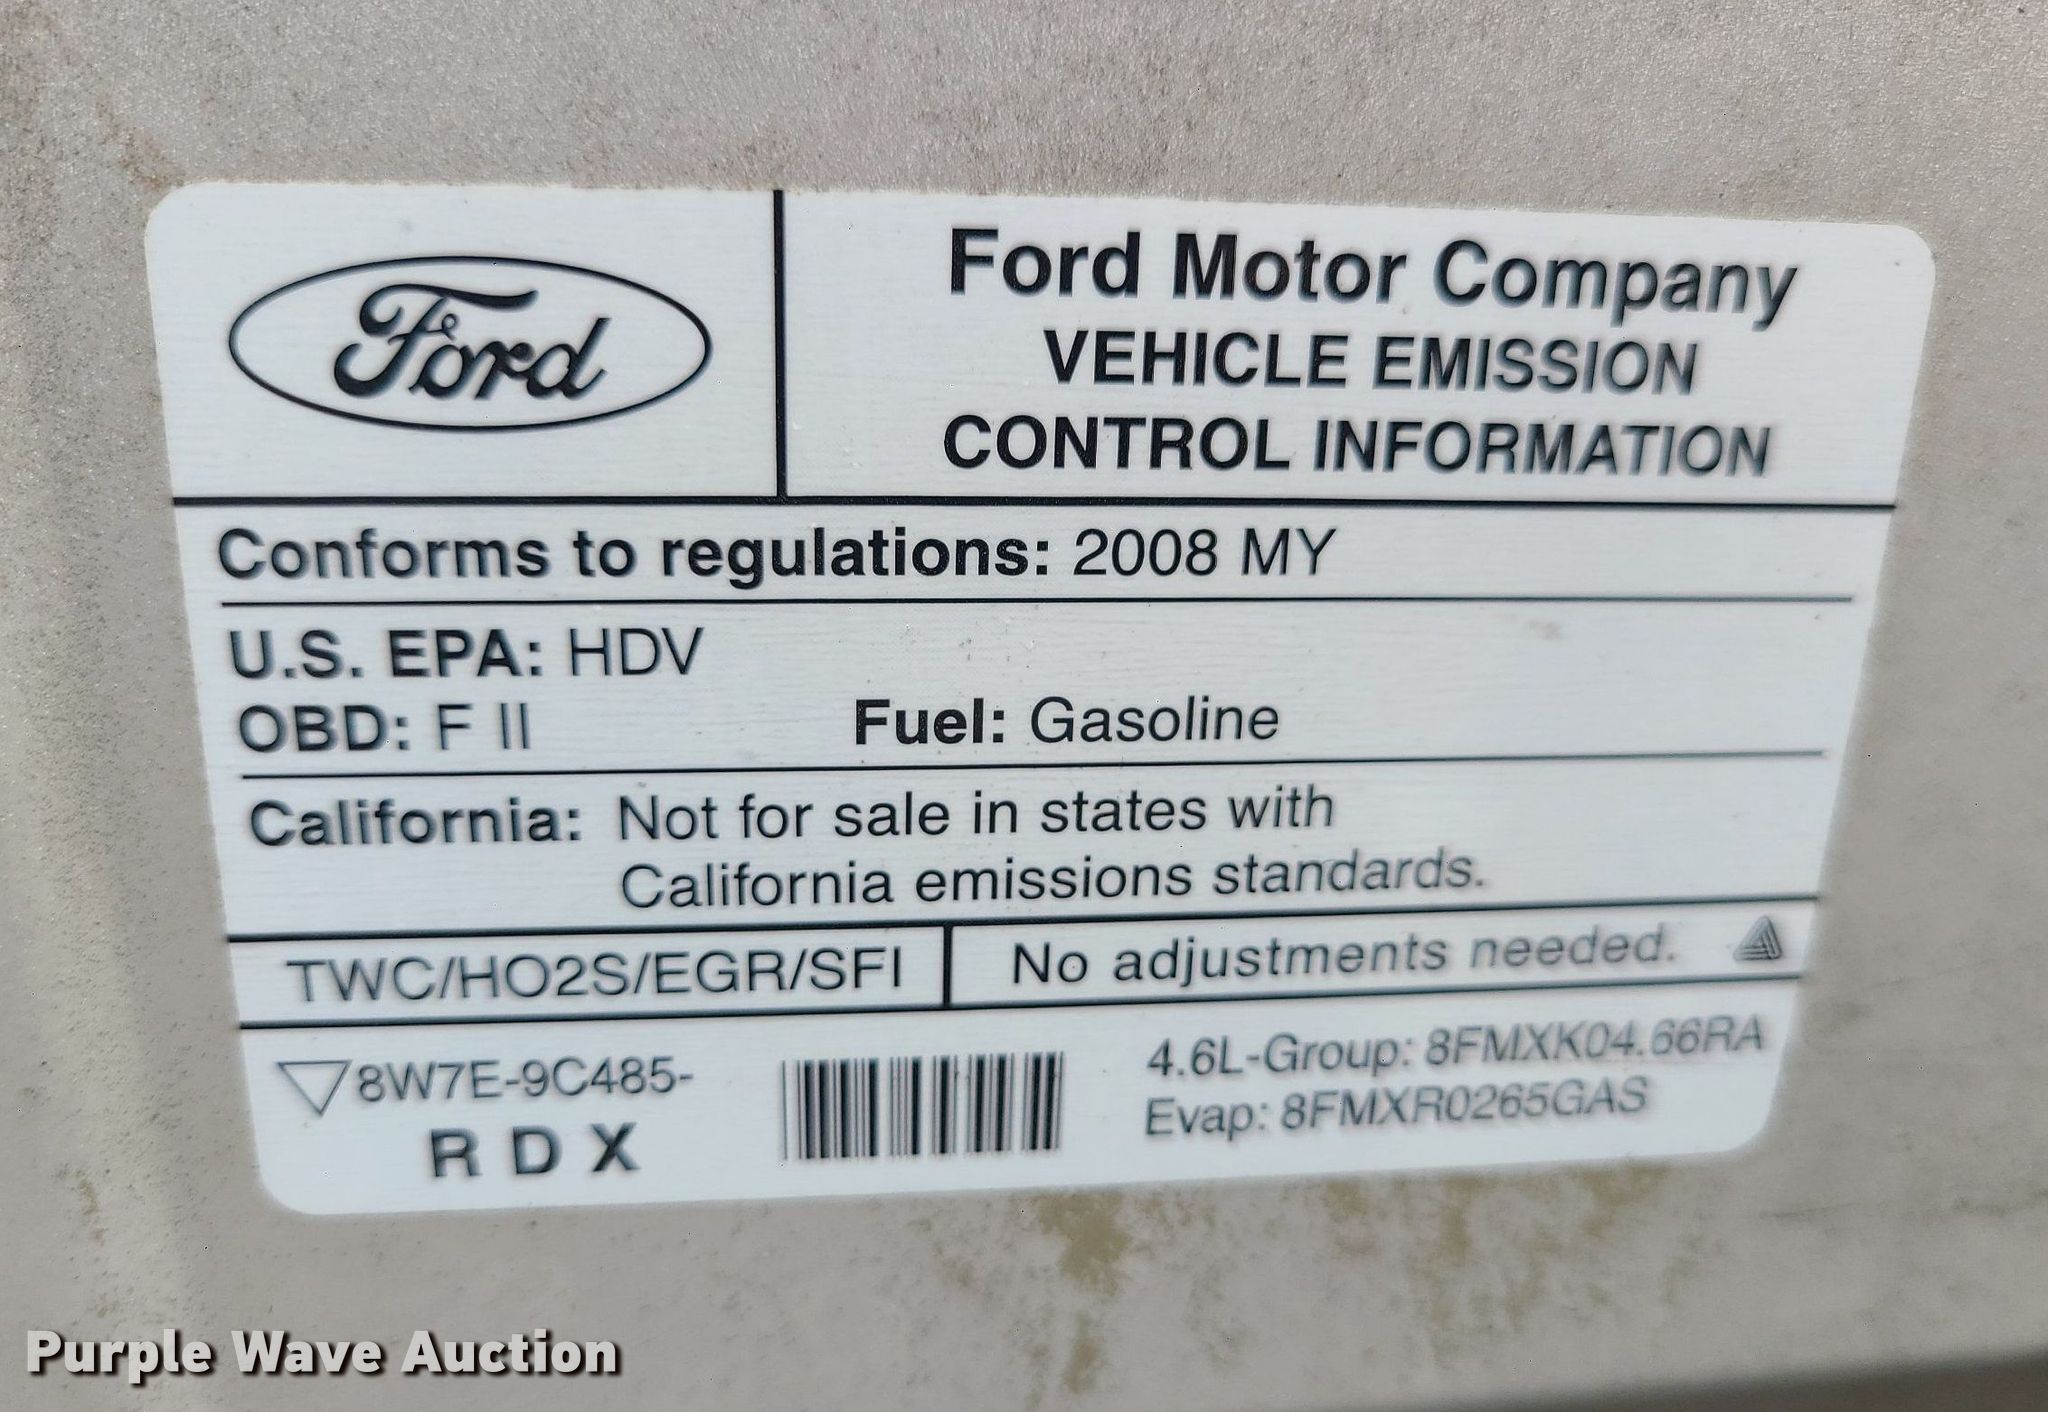 Ford
Ford Motor Company
VEHICLE EMISSION
CONTROL INFORMATION
Conforms to regulations: 2008 MY
U.S. EPA: HDV
OBD: F II Fuel: Gasoline
California: Not for sale in states with
California emissions standards.
TWC/HO2S/EGR/SFI No adjustments needed.
8W7E-9C485-
R D X
4.6L-Group: 8FMXK04.66RA
Evap: 8FMXR0265GAS
Purple Wave Auction